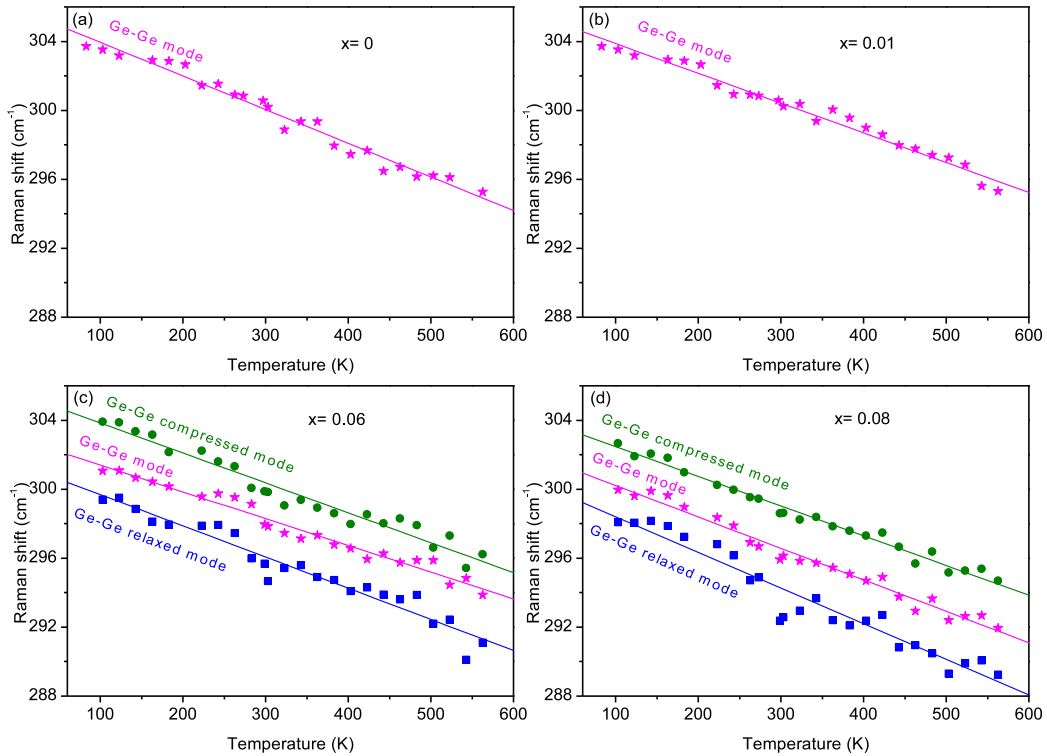 (a)
Ge-Ge mode
x= 0
304
300
296
292
288
Raman shift (cm⁻¹)
100 200 300 400 500 600
Temperature (K)
(b)
Ge-Ge mode
x= 0.01
304
300
296
292
288
Raman shift (cm⁻¹)
100 200 300 400 500 600
Temperature (K)
(c)
Ge-Ge compressed mode
x= 0.06
Ge-Ge mode
Ge-Ge relaxed mode
304
300
296
292
288
Raman shift (cm⁻¹)
100 200 300 400 500 600
Temperature (K)
(d)
Ge-Ge compressed mode
x= 0.08
Ge-Ge mode
Ge-Ge relaxed mode
304
300
296
292
288
Raman shift (cm⁻¹)
100 200 300 400 500 600
Temperature (K)